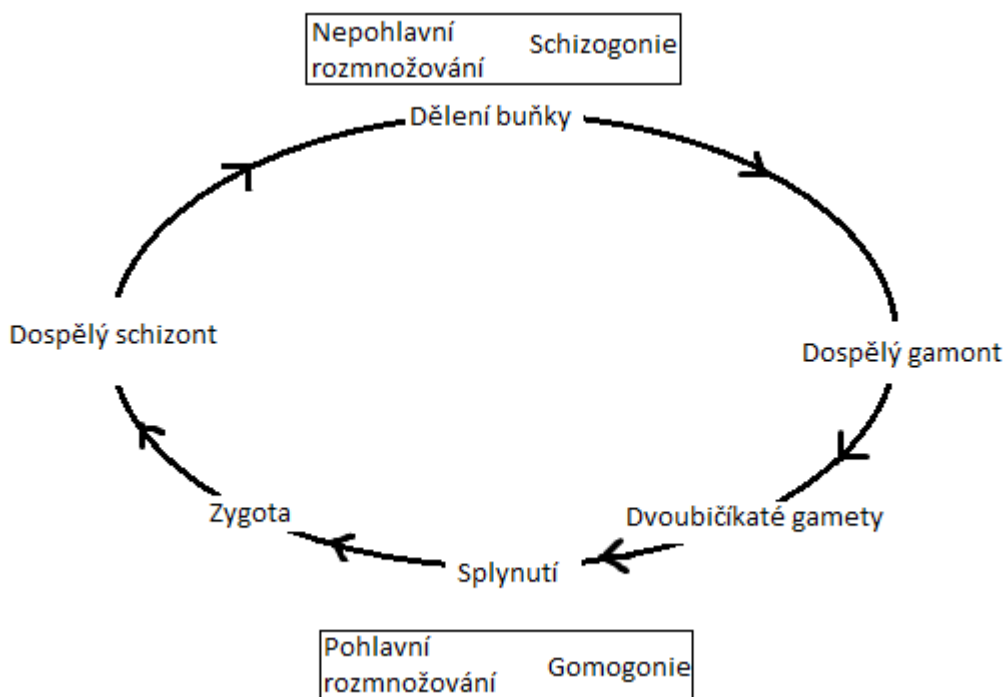 Nepohlavní
rozmnožování
Schizogonie
Dělení buňky
Dospělý schizont
Dospělý gamont
Zygota
Dvoubičíkaté gamety
Splynutí
Pohlavní
rozmnožování
Gomogonie